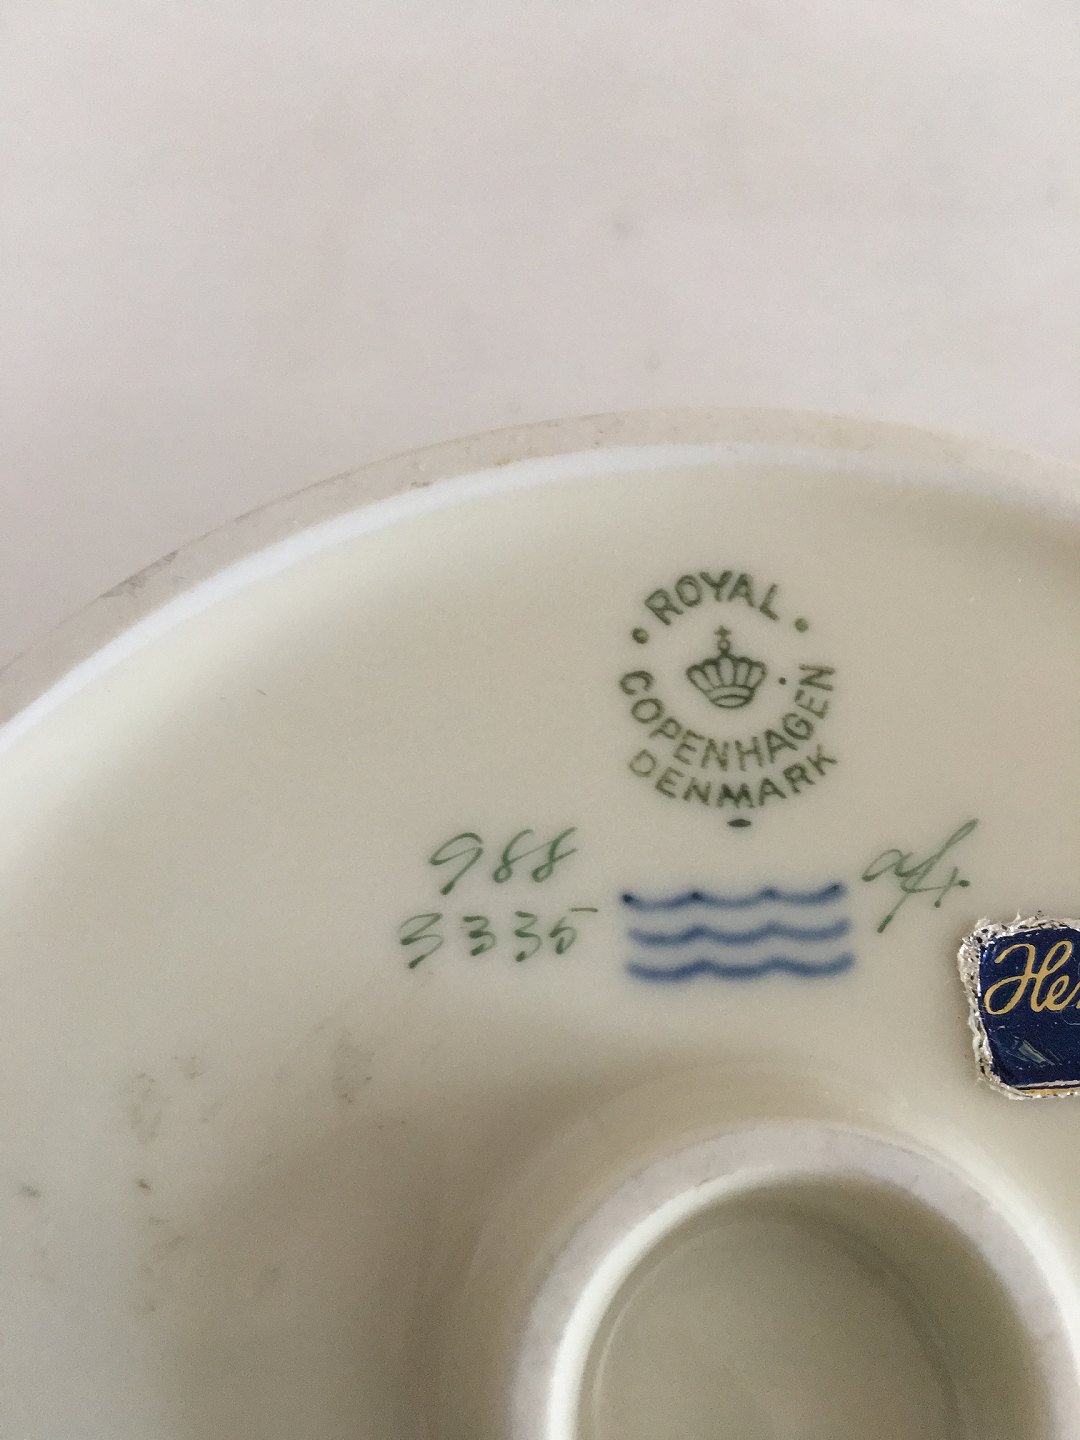 ROYAL
COPENHAGEN
DENMARK
988
3335